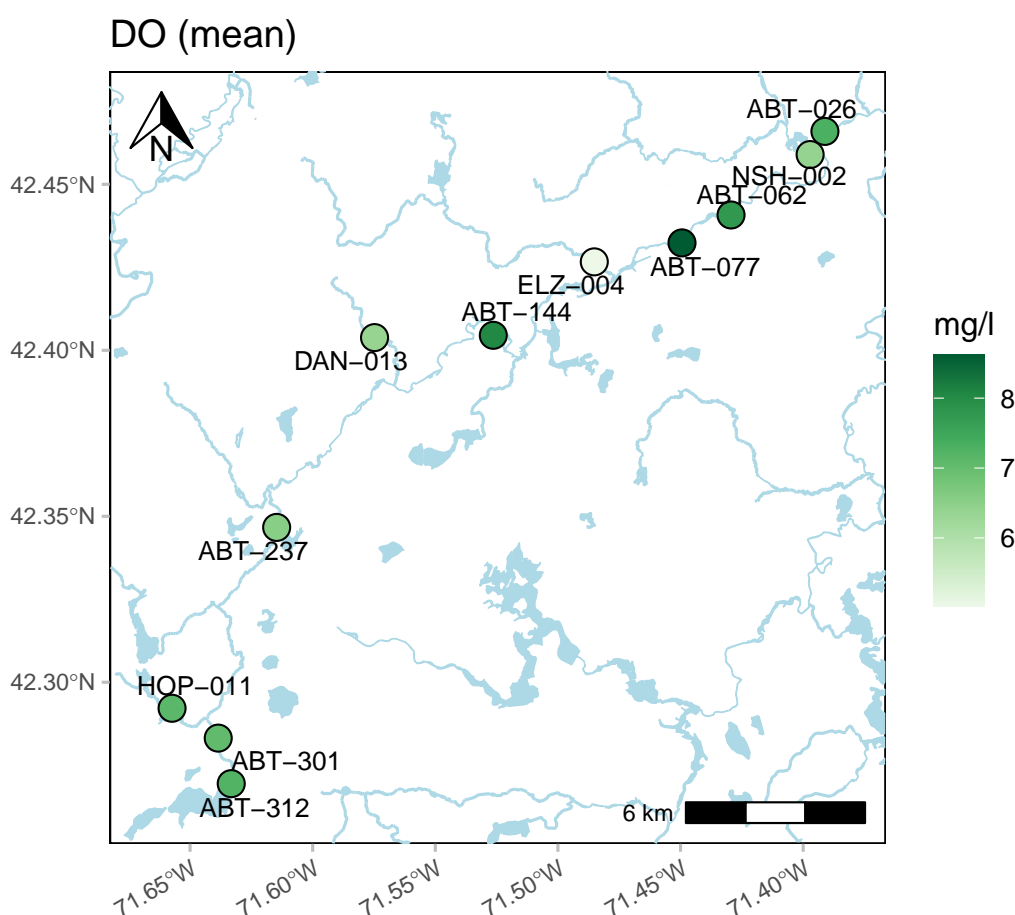 DO (mean)
N
ABT−026
NSH−002
ABT−062
ABT−077
ELZ−004
ABT−144
DAN−013
ABT−237
HOP−011
ABT−301
ABT−312
6 km
42.45°N
42.40°N
42.35°N
42.30°N
71.65°W
71.60°W
71.55°W
71.50°W
71.45°W
71.40°W
mg/l
8
7
6